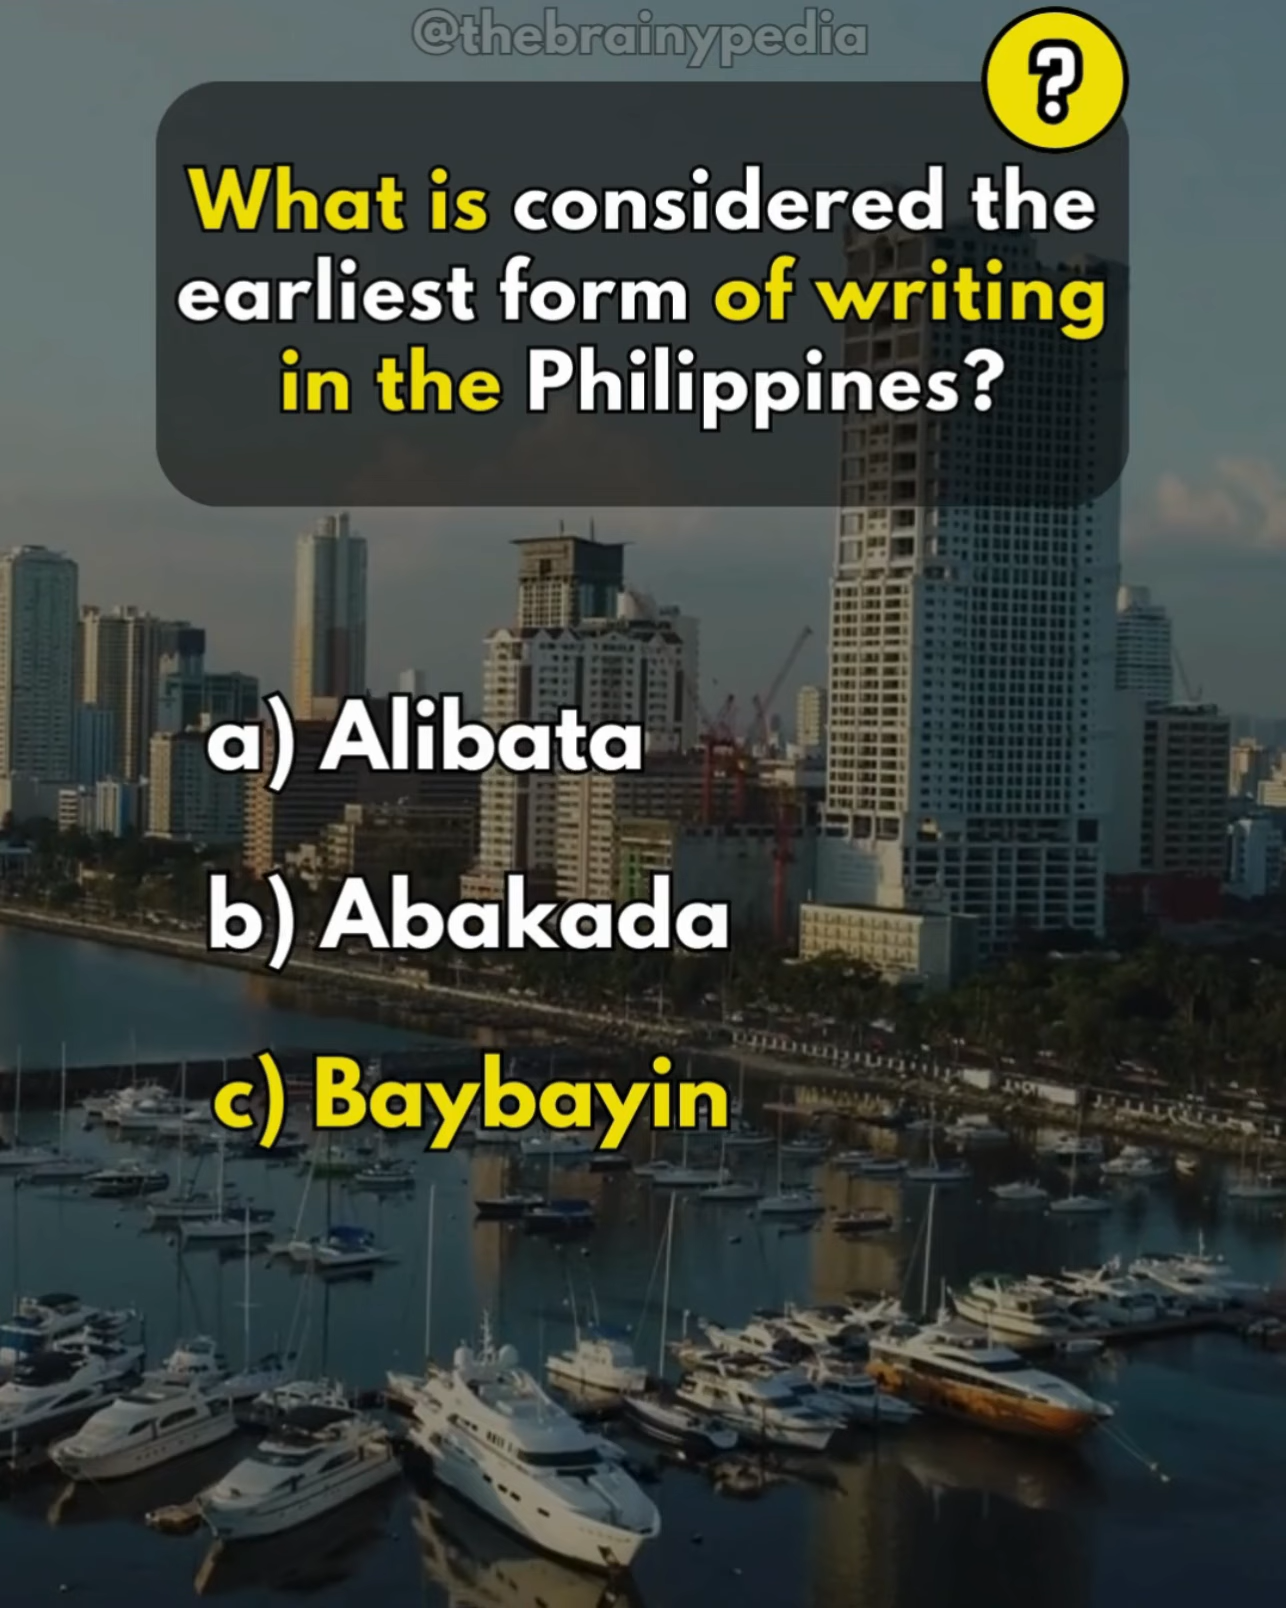 @thebrainypedia
?
What is considered the
earliest form of writing
in the Philippines?
a) Alibata
b) Abakada
c) Baybayin